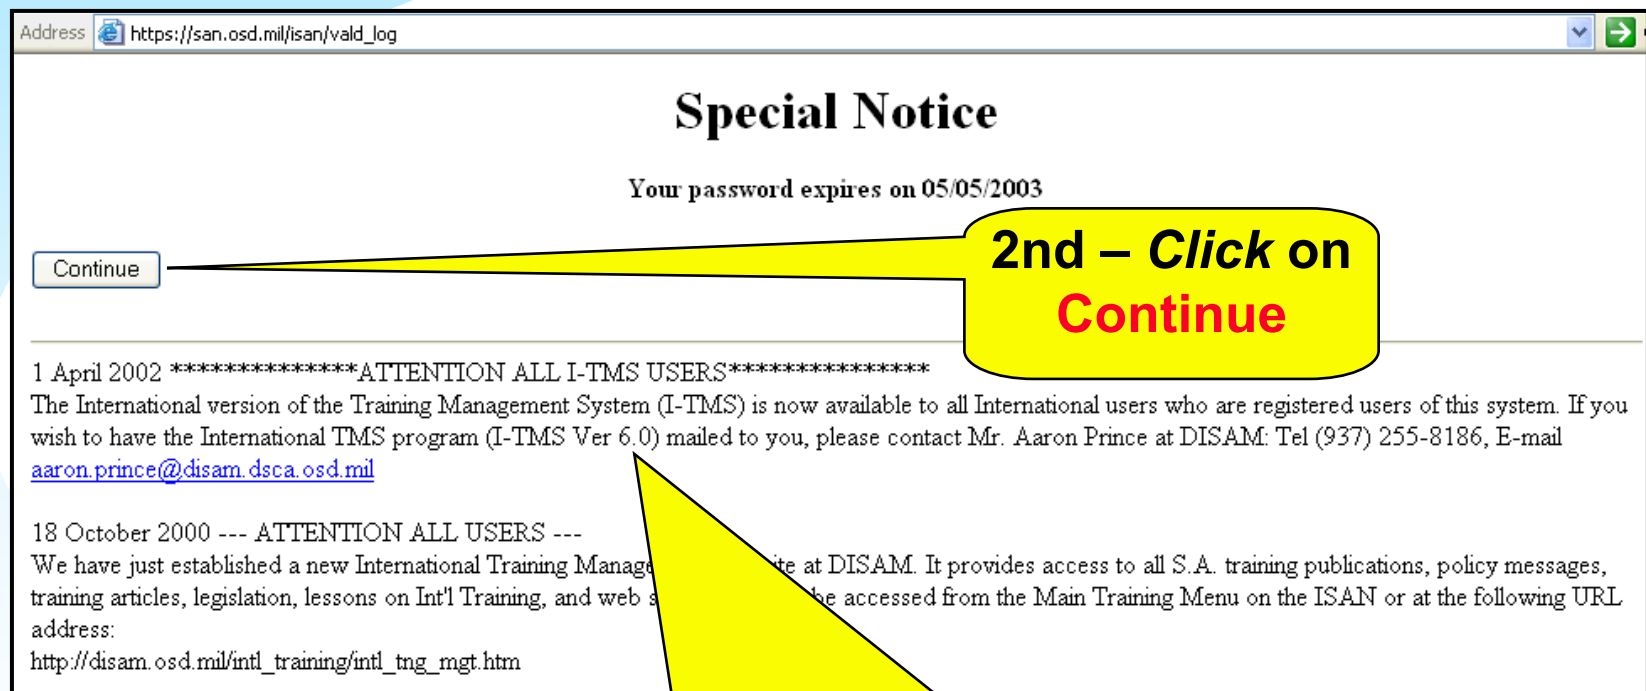 Address https://san.osd.mil/isan/vald_log
Special Notice
Your password expires on 05/05/2003
Continue
2nd – Click on
Continue
1 April 2002 **************ATTENTION ALL I-TMS USERS***************
The International version of the Training Management System (I-TMS) is now available to all International users who are registered users of this system. If you
wish to have the International TMS program (I-TMS Ver 6.0) mailed to you, please contact Mr. Aaron Prince at DISAM: Tel (937) 255-8186, E-mail
aaron.prince@disam.dsca.osd.mil
18 October 2000 --- ATTENTION ALL USERS ---
We have just established a new International Training at DISAM. It provides access to all S.A. training publications, policy messages,
training articles, legislation, lessons on Int'l Training, and web be accessed from the Main Training Menu on the ISAN or at the following URL
address:
http://disam.osd.mil/intl_training/intl_tng_mgt.htm